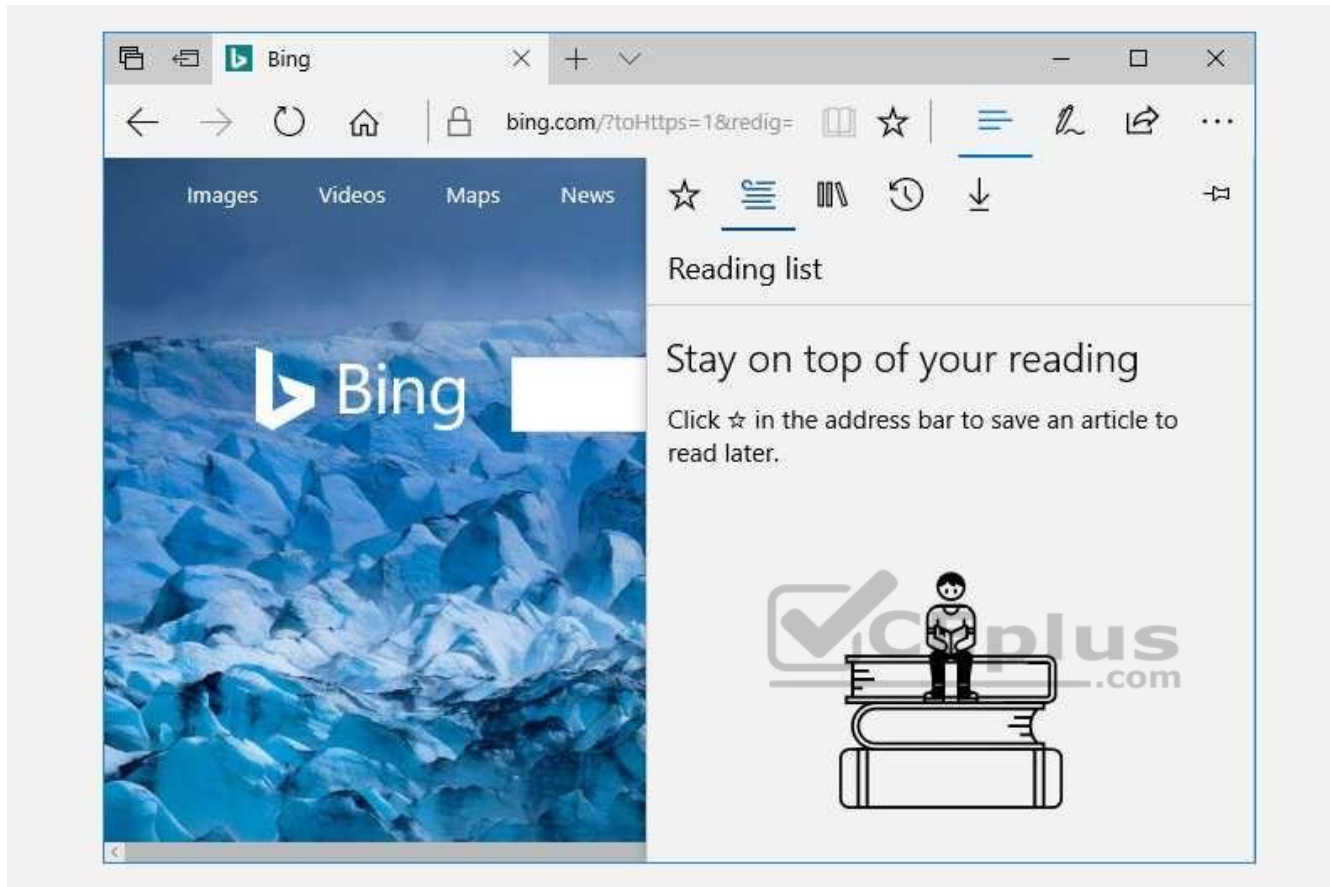 Bing
bing.com/?toHttps=1&redig=
Images Videos Maps News
Reading list
Stay on top of your reading
Click ☆ in the address bar to save an article to
read later.
Bing
plus
.com